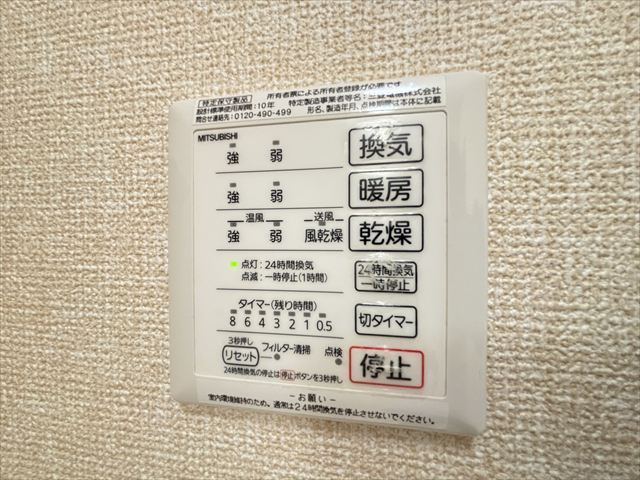 特定保守製品 所有者票による所有者登録が必要です
設計標準使用期間:10年 特定製造事業者等名:三菱電機株式会社
問合せ連絡先:0120-490-499 形名、製造年月、点検期間は本体に記載
MITSUBISHI
強 弱 換気
強 弱 暖房
温風 送風
強 弱 風乾燥 乾燥
点灯:24時間換気
点滅:一時停止(1時間)
24時間換気
一時停止
タイマー(残り時間)
8 6 4 3 2 1 0.5
切タイマー
3秒押し
リセット フィルター清掃 点検
停止
24時間換気の停止は停止ボタンを3秒押し
-お願い-
室内環境維持のため、通常は24時間換気を停止させないでください。